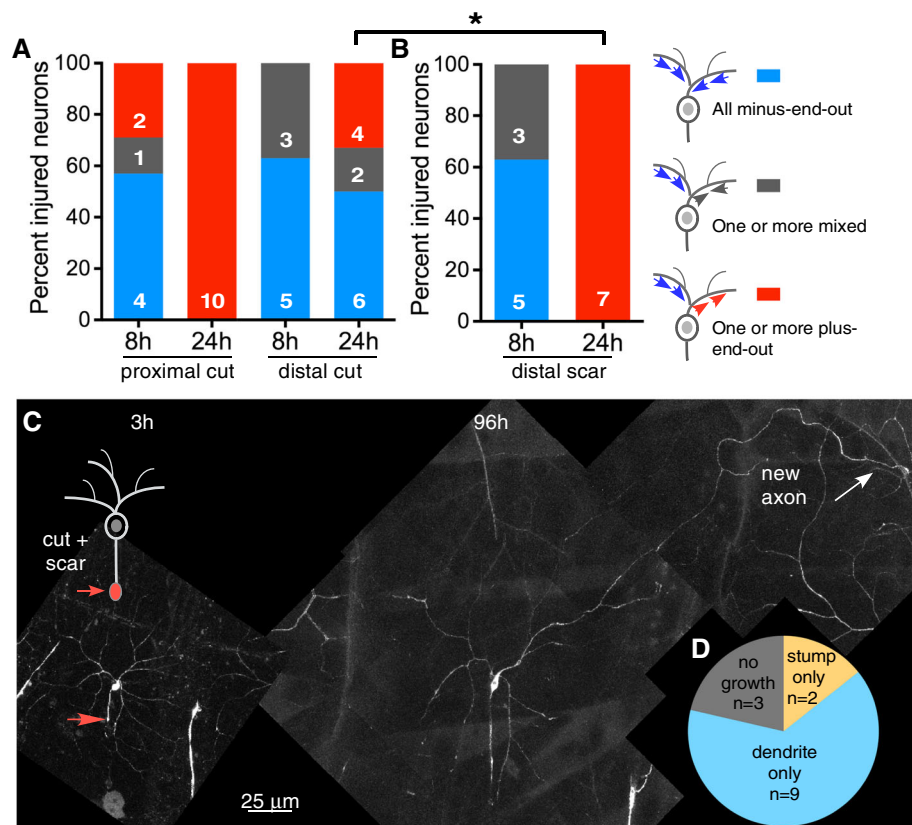 *
A
B
Percent injured neurons
100
80
60
40
20
0
2
1
4
10
3
5
4
2
6
8h
24h
8h
24h
proximal cut
distal cut
Percent injured neurons
100
80
60
40
20
0
3
5
7
8h
24h
distal scar
All minus-end-out
One or more mixed
One or more plus-
end-out
C
3h
96h
cut +
scar
new
axon
25 µm
D
no
growth
n=3
stump
only
n=2
dendrite
only
n=9